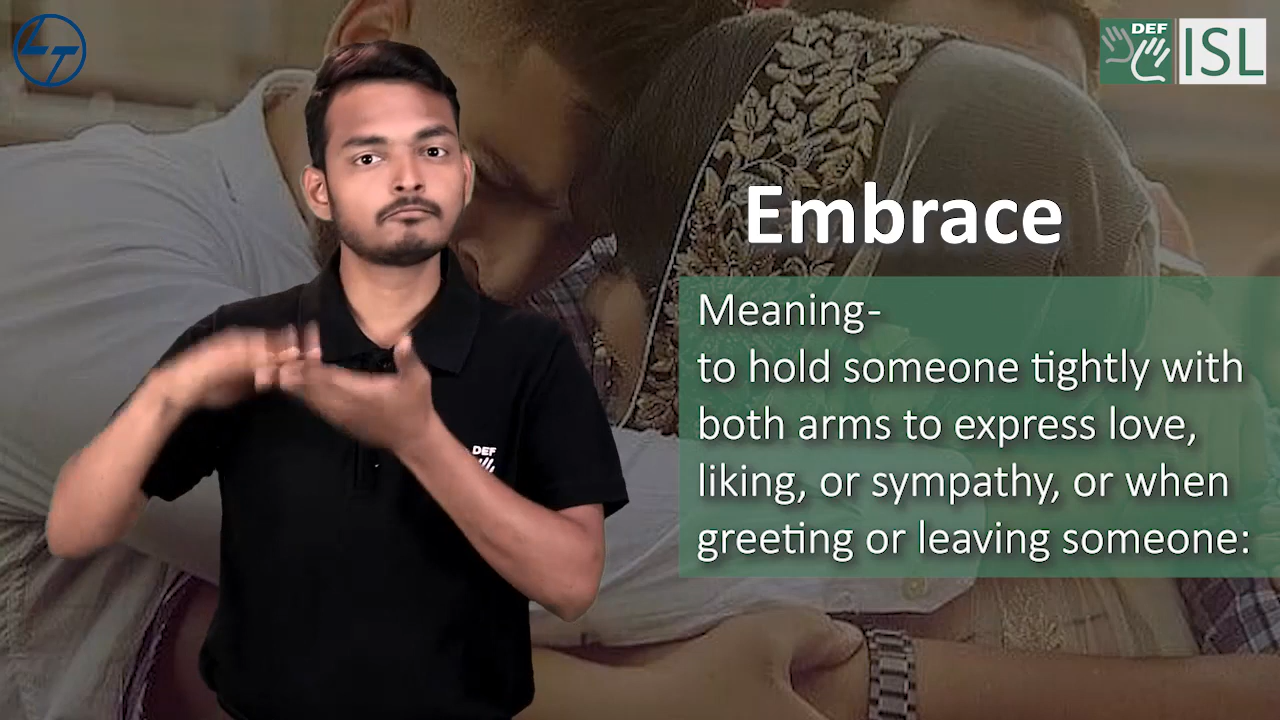 LT
DEF
ISL
Embrace
Meaning-
to hold someone tightly with
both arms to express love,
liking, or sympathy, or when
greeting or leaving someone:
DEF